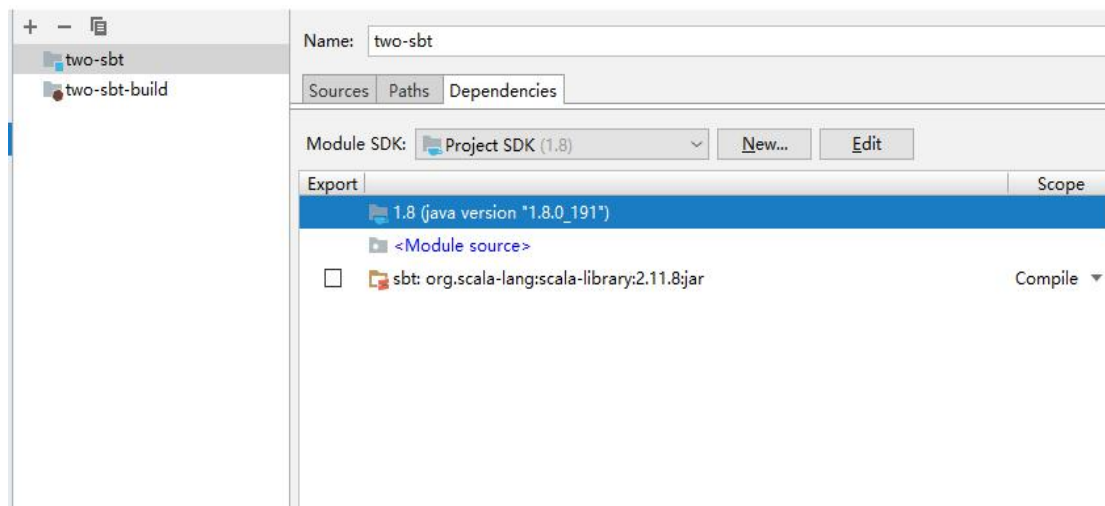 two-sbt
two-sbt-build
Name: two-sbt
Sources Paths Dependencies
Module SDK: Project SDK (1.8) New... Edit
Export Scope
1.8 (java version "1.8.0_191")
<Module source>
sbt: org.scala-lang:scala-library:2.11.8:jar Compile